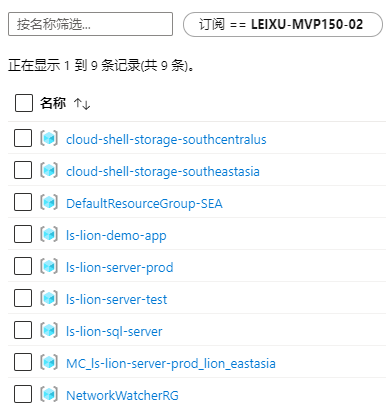 按名称筛选... 订阅 == LEIXU-MVP150-02
正在显示 1 到 9 条记录(共 9 条)。
名称 ↑↓
cloud-shell-storage-southcentralus
cloud-shell-storage-southeastasia
DefaultResourceGroup-SEA
ls-lion-demo-app
ls-lion-server-prod
ls-lion-server-test
ls-lion-sql-server
MC_ls-lion-server-prod_lion_eastasia
NetworkWatcherRG